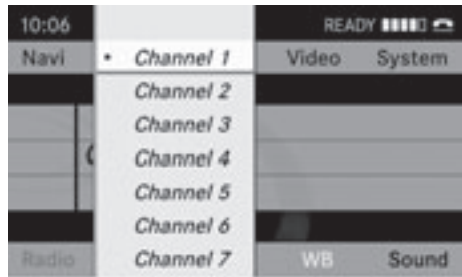 10:06 READY
Navi • Channel 1 Video System
Channel 2
Channel 3
Channel 4
Channel 5
Channel 6
Radio Channel 7 WB Sound